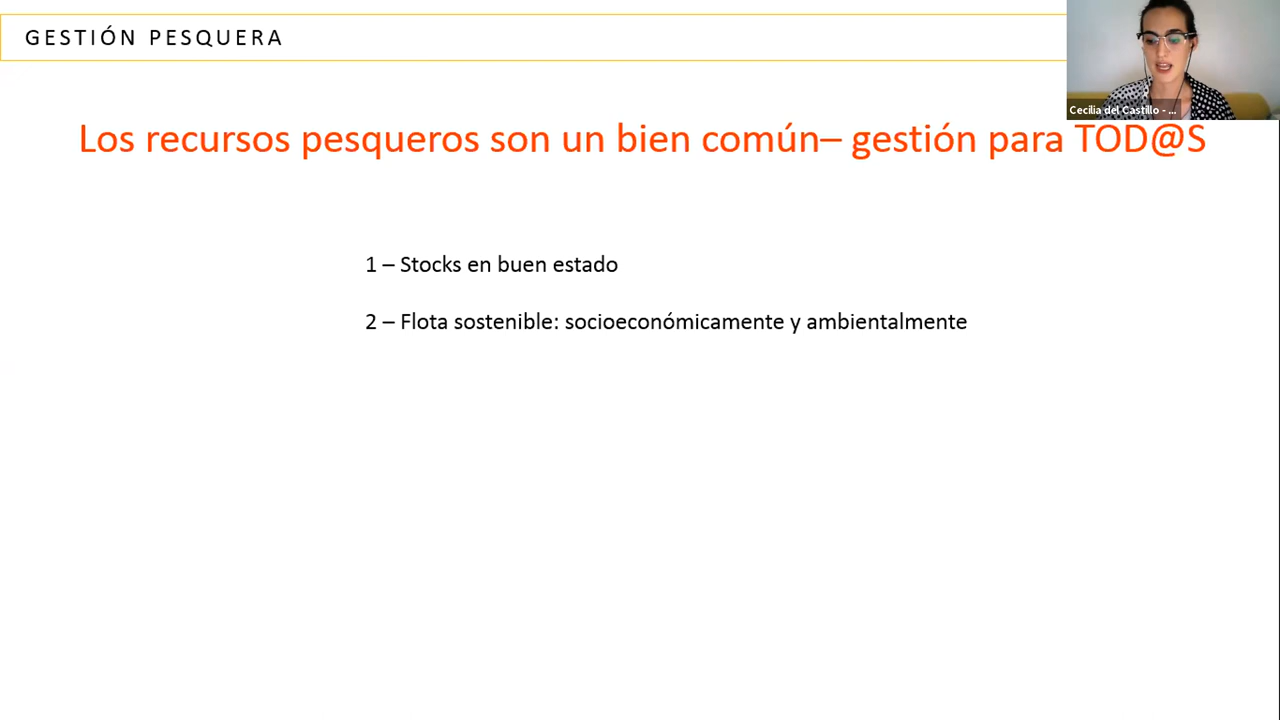 GESTIÓN PESQUERA
Cecilia del Castillo - ...
Los recursos pesqueros son un bien común– gestión para TOD@S
1 – Stocks en buen estado
2 – Flota sostenible: socioeconómicamente y ambientalmente